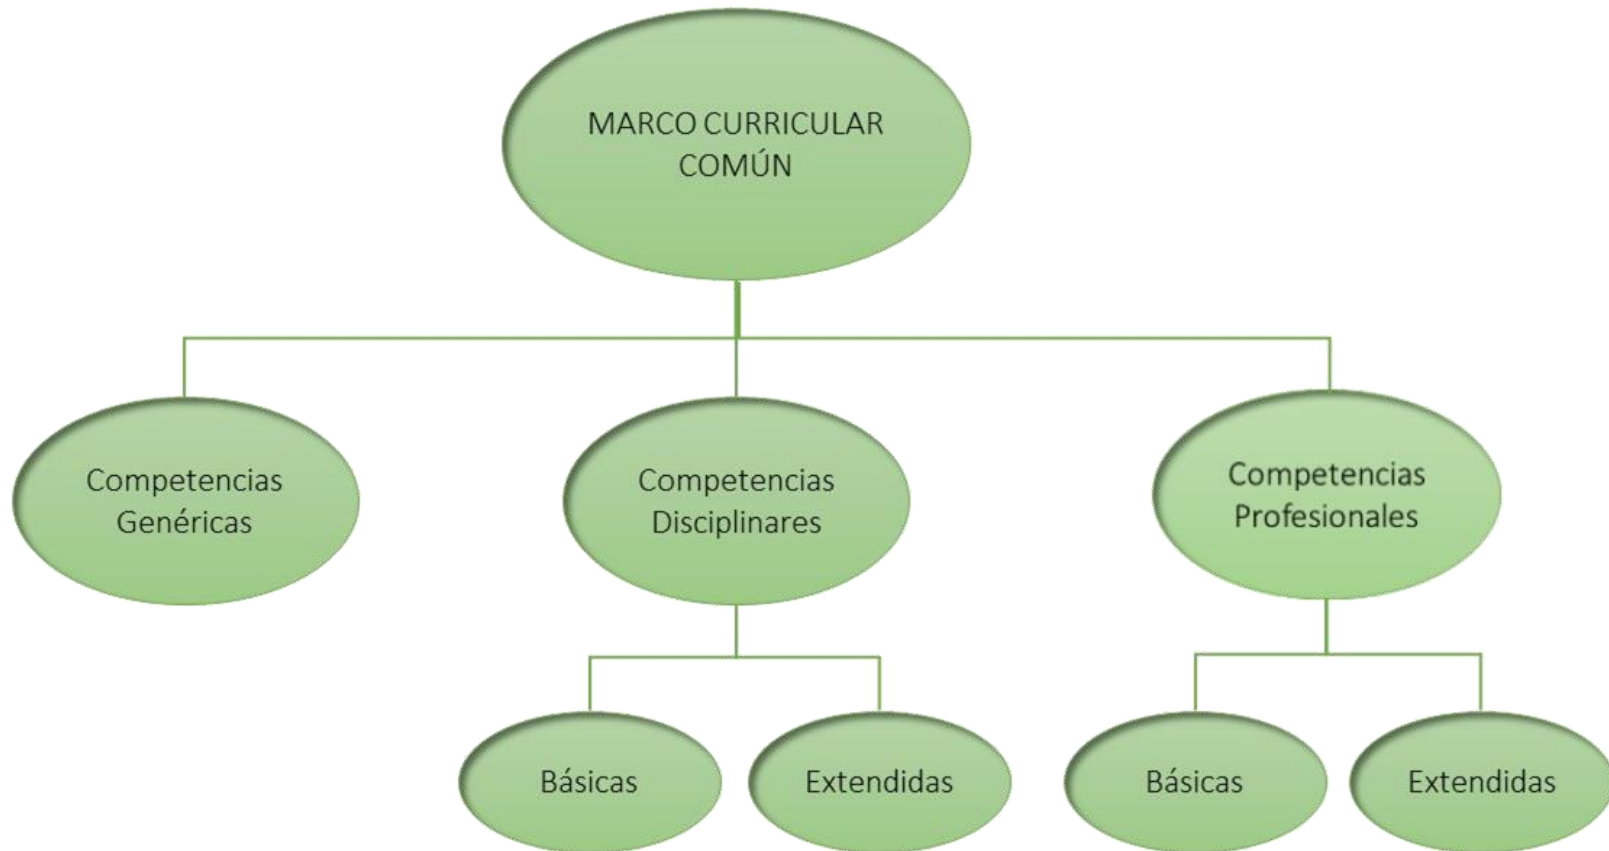 MARCO CURRICULAR
COMÚN
Competencias
Genéricas
Competencias
Disciplinares
Competencias
Profesionales
Básicas
Extendidas
Básicas
Extendidas